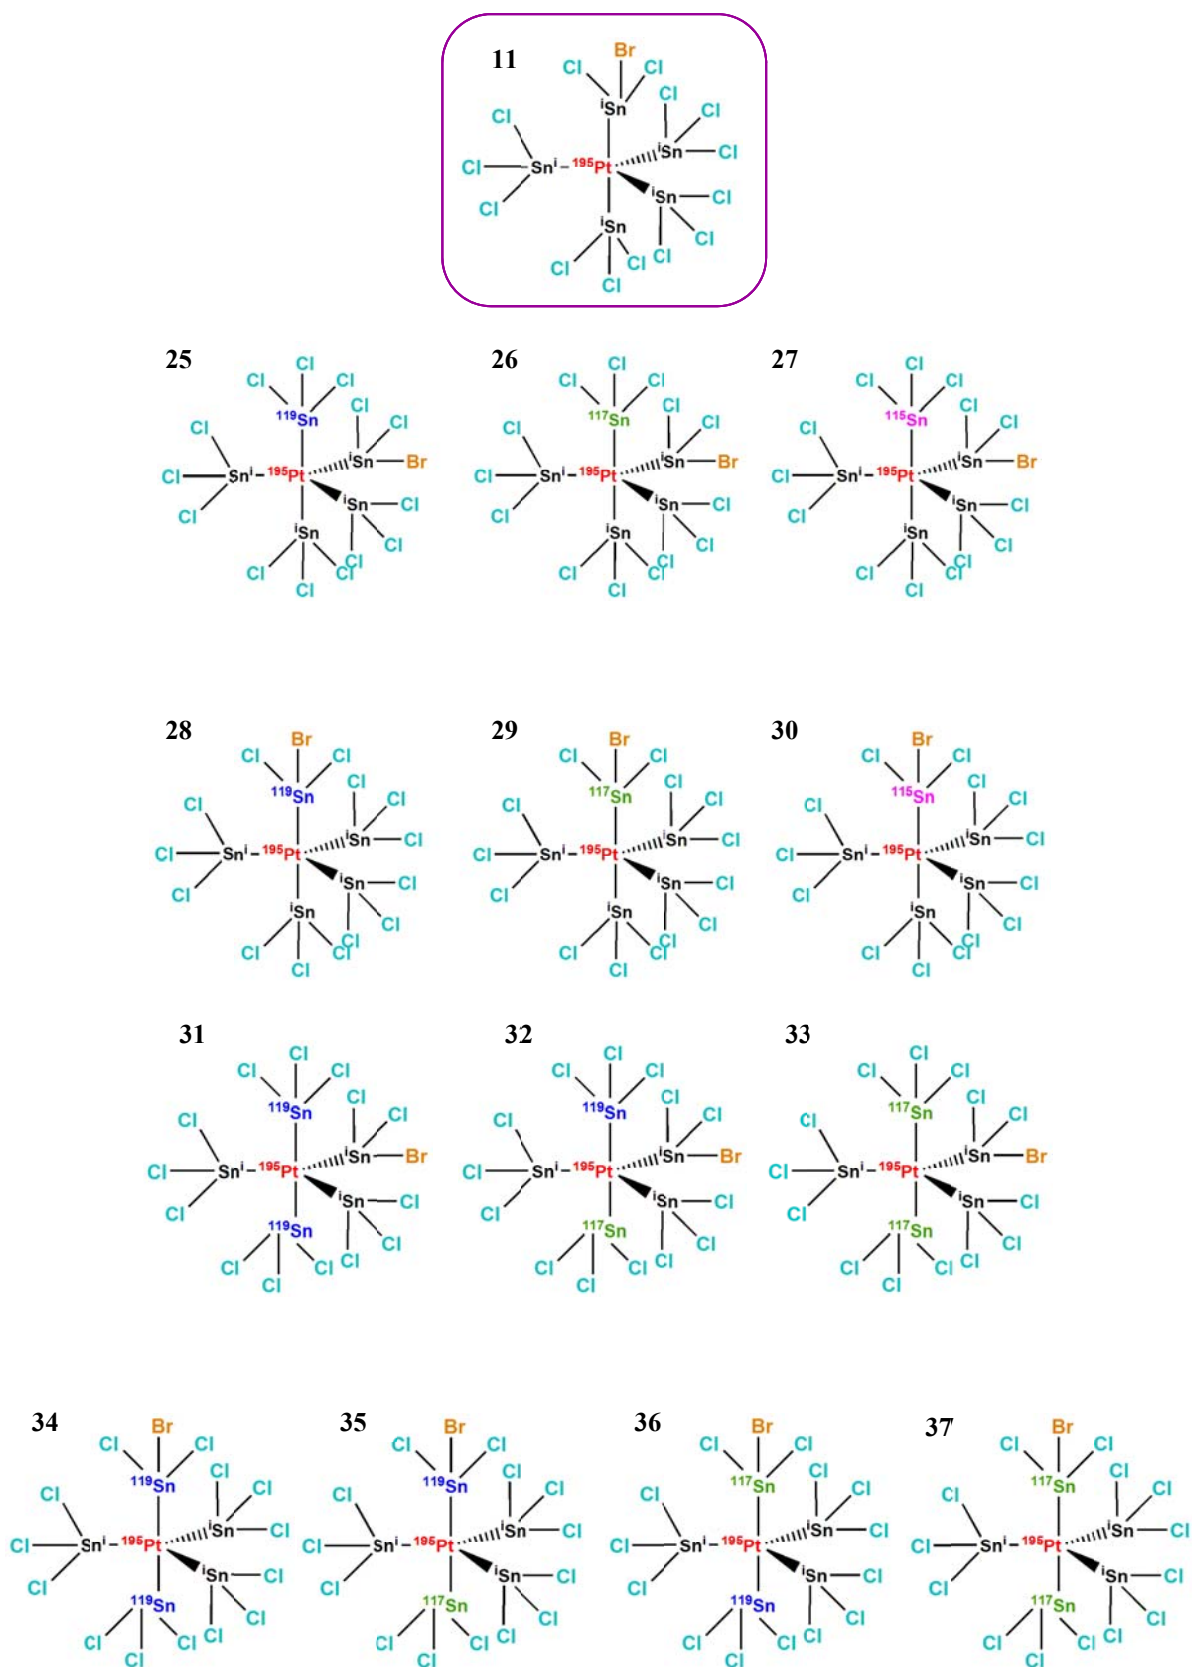 11 Br
Cl Cl
ⁱSn Cl
Cl Cl
Cl Snⁱ ¹⁹⁵Pt ⁱSn Cl
ⁱSn Cl
Cl
ⁱSn Cl
Cl Cl Cl
Cl
25 26 27
Cl Cl Cl
Cl Cl Cl Cl Cl Cl
¹¹⁹Sn Cl ¹¹⁷Sn Cl ¹¹⁵Sn Cl
Cl Cl Cl Cl Cl Cl
ⁱSn Br ⁱSn Br ⁱSn Br
Cl Snⁱ ¹⁹⁵Pt Cl Snⁱ ¹⁹⁵Pt Cl Snⁱ ¹⁹⁵Pt
ⁱSn Cl ⁱSn Cl ⁱSn Cl
Cl Cl Cl
ⁱSn Cl ⁱSn Cl ⁱSn Cl
Cl Cl Cl Cl Cl Cl Cl Cl Cl
Cl Cl Cl
28 29 30
Br Br Br
Cl Cl Cl Cl Cl Cl
Cl Cl Cl
¹¹⁹Sn ¹¹⁷Sn ¹¹⁵Sn
Cl Cl Cl Cl Cl Cl
ⁱSn Cl ⁱSn Cl ⁱSn Cl
Cl Snⁱ ¹⁹⁵Pt Cl Snⁱ ¹⁹⁵Pt Cl Snⁱ ¹⁹⁵Pt
ⁱSn Cl ⁱSn Cl ⁱSn Cl
Cl Cl Cl
ⁱSn Cl ⁱSn Cl ⁱSn Cl
Cl Cl Cl Cl Cl Cl Cl Cl Cl
Cl Cl Cl
31 32 33
Cl Cl Cl
Cl Cl Cl Cl Cl Cl
Cl Cl Cl
¹¹⁹Sn Cl ¹¹⁹Sn Cl ¹¹⁷Sn Cl
Cl Cl Cl
ⁱSn Br ⁱSn Br ⁱSn Br
Cl Snⁱ ¹⁹⁵Pt Cl Snⁱ ¹⁹⁵Pt Cl Snⁱ ¹⁹⁵Pt
ⁱSn Cl ⁱSn Cl ⁱSn Cl
Cl Cl Cl
¹¹⁹Sn Cl ¹¹⁷Sn Cl ¹¹⁷Sn Cl
Cl Cl Cl Cl Cl Cl Cl Cl Cl
Cl Cl Cl
34 35 36 37
Br Br Br Br
Cl Cl Cl Cl Cl Cl Cl Cl
Cl Cl Cl Cl
¹¹⁹Sn Cl ¹¹⁹Sn Cl ¹¹⁷Sn Cl ¹¹⁷Sn Cl
Cl Cl Cl Cl
ⁱSn Cl ⁱSn Cl ⁱSn Cl ⁱSn Cl
Cl Snⁱ ¹⁹⁵Pt Cl Snⁱ ¹⁹⁵Pt Cl Snⁱ ¹⁹⁵Pt Cl Snⁱ ¹⁹⁵Pt
ⁱSn Cl ⁱSn Cl ⁱSn Cl ⁱSn Cl
Cl Cl Cl Cl
¹¹⁹Sn Cl ¹¹⁷Sn Cl ¹¹⁹Sn Cl ¹¹⁷Sn Cl
Cl Cl Cl Cl Cl Cl Cl Cl Cl Cl Cl Cl
Cl Cl Cl Cl